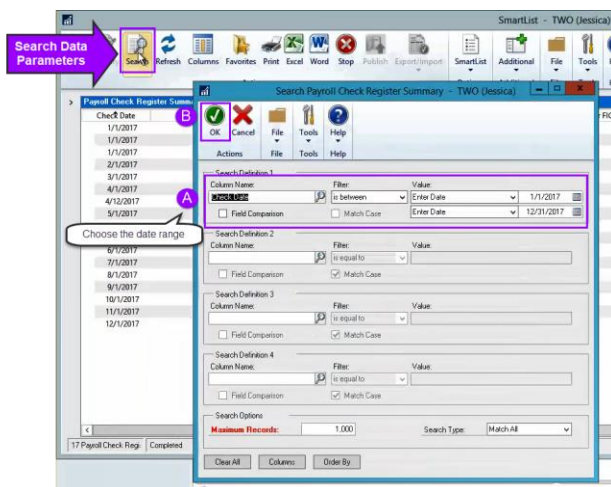 SmartList - TWO (Jessica)
Search Data
Parameters
Search Refresh Columns Favorites Print Excel Word Stop Publish Export/Import SmartList Additional File Tools
Payroll Check Register Summ
Check Date
1/1/2017
1/1/2017
1/1/2017
2/1/2017
3/1/2017
4/1/2017
4/12/2017
5/1/2017
6/1/2017
7/1/2017
8/1/2017
9/1/2017
10/1/2017
11/1/2017
12/1/2017
17 Payroll Check Regi Completed
Choose the date range
A
B
Search Payroll Check Register Summary - TWO (Jessica)
OK Cancel File Tools Help
Actions File Tools Help
Search Definition 1
Column Name: Filter: Value:
Check Date is between Enter Date 1/1/2017
Field Comparison Match Case Enter Date 12/31/2017
Search Definition 2
Column Name: Filter: Value:
is equal to
Field Comparison Match Case
Search Definition 3
Column Name: Filter: Value:
is equal to
Field Comparison Match Case
Search Definition 4
Column Name: Filter: Value:
is equal to
Field Comparison Match Case
Search Options
Maximum Records: 1,000 Search Type: Match All
Clear All Columns Order By